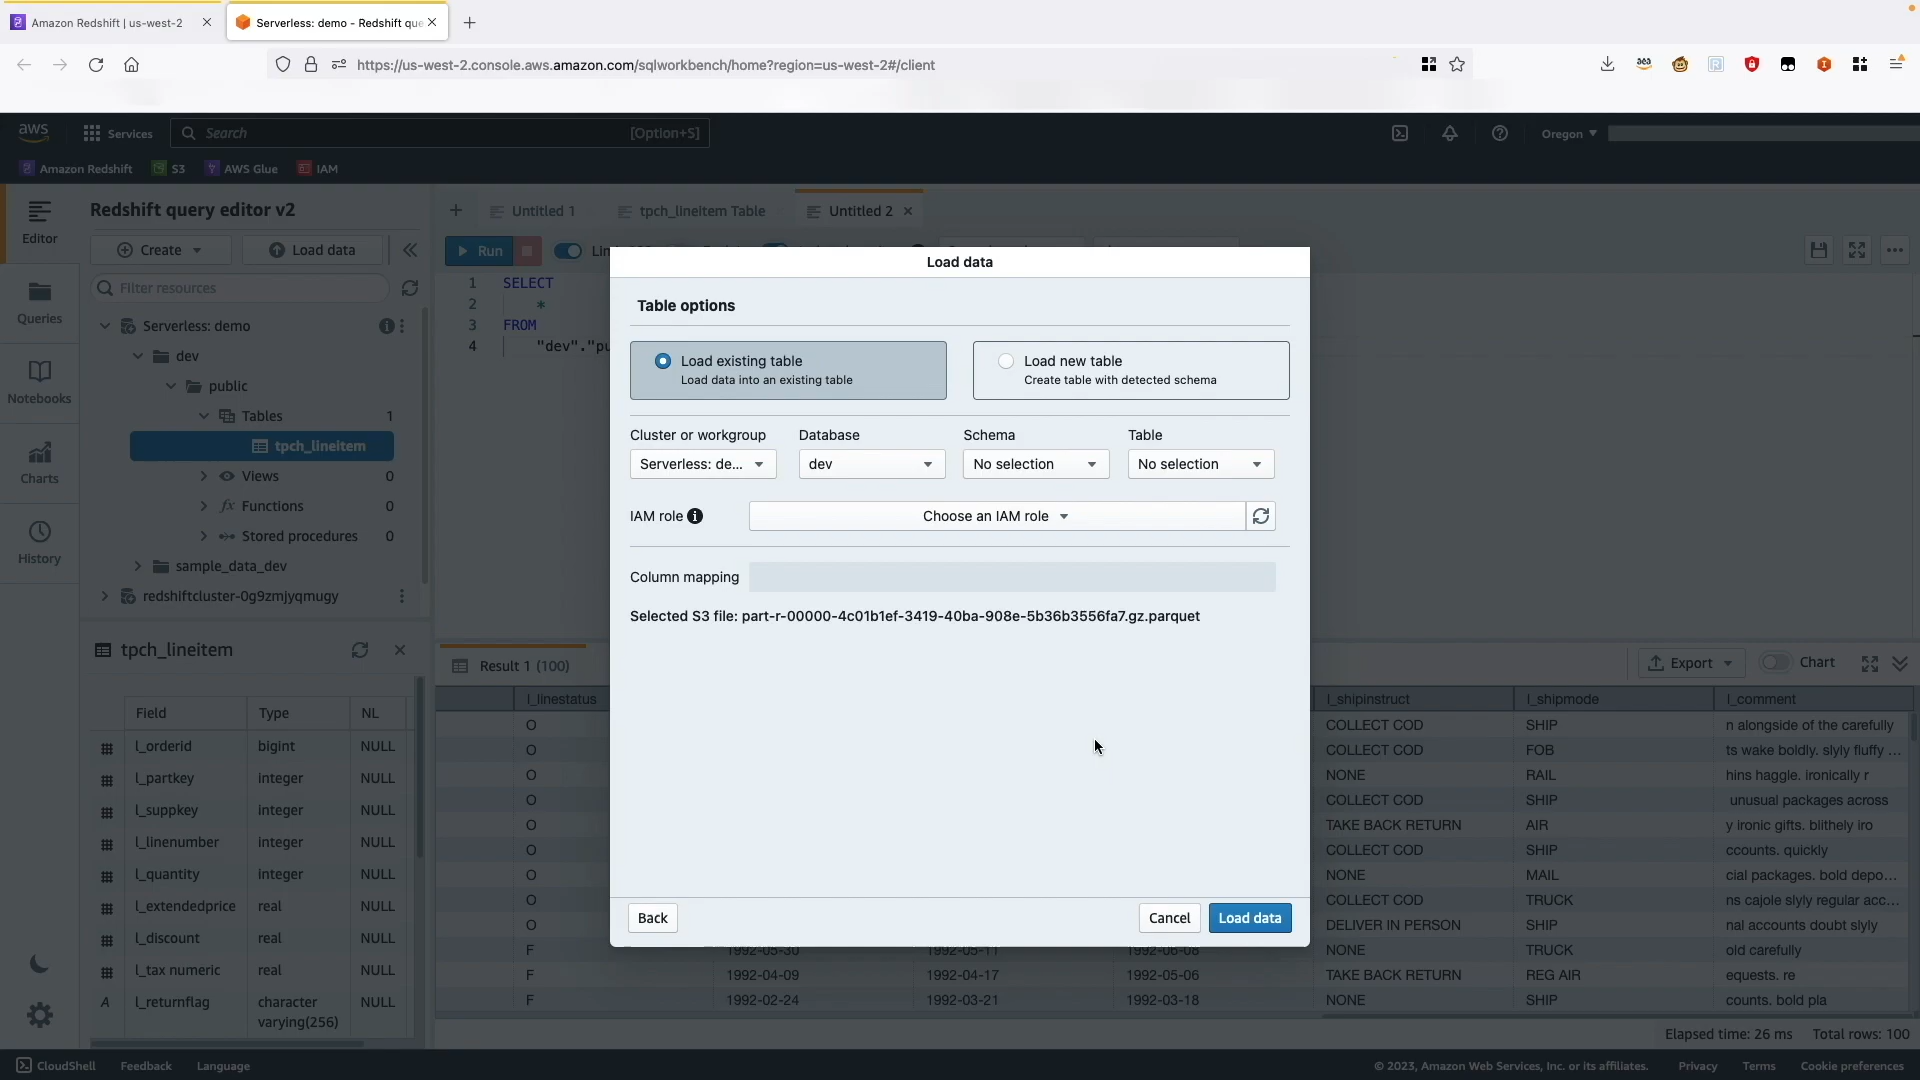 Amazon Redshift | us-west-2
Serverless: demo - Redshift que
https://us-west-2.console.aws.amazon.com/sqlworkbench/home?region=us-west-2#/client
aws
Services
Search
[Option+S]
Oregon
Amazon Redshift
S3
AWS Glue
IAM
Editor
Queries
Notebooks
Charts
History
Redshift query editor v2
Create
Load data
Filter resources
Serverless: demo
dev
public
Tables 1
tpch_lineitem
Views 0
Functions 0
Stored procedures 0
sample_data_dev
redshiftcluster-0g9zmjyqmugy
tpch_lineitem
Field Type NL
l_orderid bigint NULL
l_partkey integer NULL
l_suppkey integer NULL
l_linenumber integer NULL
l_quantity integer NULL
l_extendedprice real NULL
l_discount real NULL
l_tax numeric real NULL
l_returnflag character NULL
varying(256)
Untitled 1
tpch_lineitem Table
Untitled 2
Run
1 SELECT
2 *
3 FROM
4 "dev"."pu
Load data
Table options
Load existing table
Load data into an existing table
Load new table
Create table with detected schema
Cluster or workgroup Database Schema Table
Serverless: de... dev No selection No selection
IAM role Choose an IAM role
Column mapping
Selected S3 file: part-r-00000-4c01b1ef-3419-40ba-908e-5b36b3556fa7.gz.parquet
Back
Cancel
Load data
Result 1 (100)
Export
Chart
l_linestatus l_shipinstruct l_shipmode l_comment
O COLLECT COD SHIP n alongside of the carefully
O COLLECT COD FOB ts wake boldly. slyly fluffy ...
O NONE RAIL hins haggle. ironically r
O COLLECT COD SHIP unusual packages across
O TAKE BACK RETURN AIR y ironic gifts. blithely iro
O COLLECT COD SHIP ccounts. quickly
O NONE MAIL cial packages. bold depo...
O COLLECT COD TRUCK ns cajole slyly regular acc...
O DELIVER IN PERSON SHIP nal accounts doubt slyly
F 1992-05-30 1992-05-11 1992-06-08 NONE TRUCK old carefully
F 1992-04-09 1992-04-17 1992-05-06 TAKE BACK RETURN REG AIR equests. re
F 1992-02-24 1992-03-21 1992-03-18 NONE SHIP counts. bold pla
Elapsed time: 26 ms Total rows: 100
CloudShell
Feedback
Language
© 2023, Amazon Web Services, Inc. or its affiliates.
Privacy
Terms
Cookie preferences